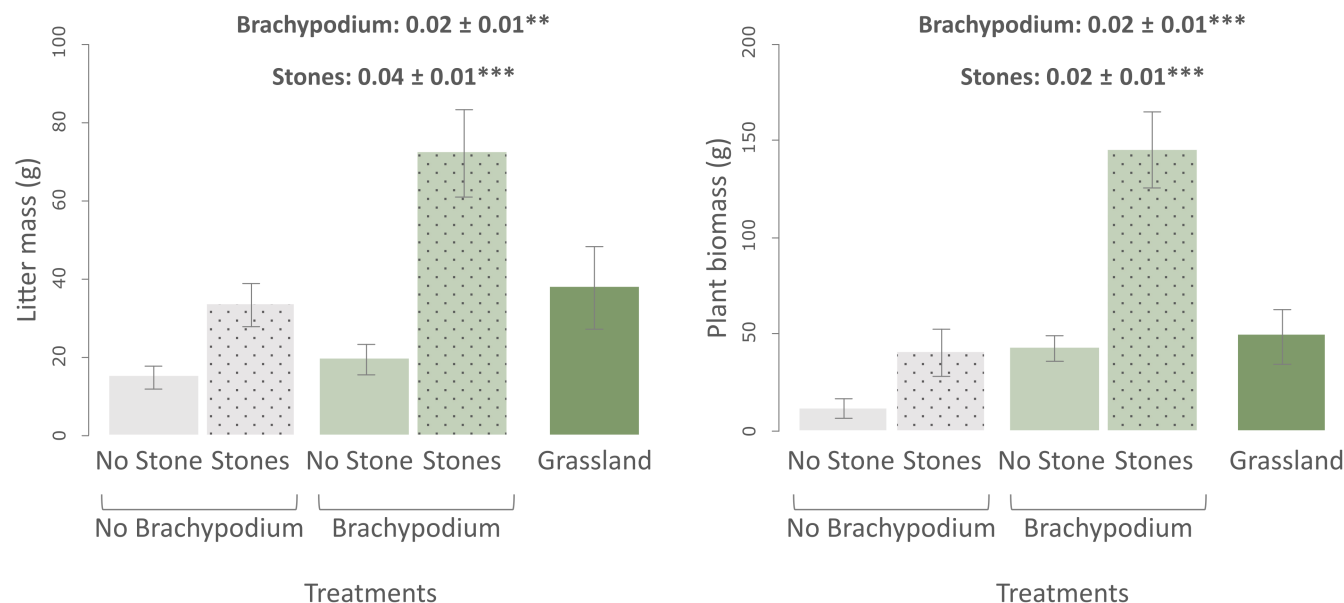 Brachypodium: 0.02 ± 0.01**
Stones: 0.04 ± 0.01***
Litter mass (g)
100
80
60
40
20
0
No Stone Stones No Stone Stones Grassland
No Brachypodium Brachypodium
Treatments
Brachypodium: 0.02 ± 0.01***
Stones: 0.02 ± 0.01***
Plant biomass (g)
200
150
100
50
0
No Stone Stones No Stone Stones Grassland
No Brachypodium Brachypodium
Treatments